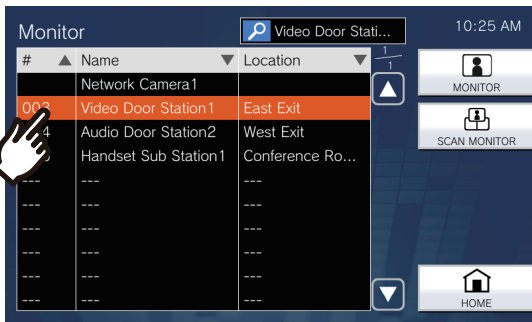 Monitor
Video Door Stati...
10:25 AM
# ▲ Name ▼ Location ▼
1
1
Network Camera1
Video Door Station1 East Exit
Audio Door Station2 West Exit
Handset Sub Station1 Conference Ro...
--- --- ---
--- --- ---
--- --- ---
--- --- ---
--- --- ---
--- --- ---
MONITOR
SCAN MONITOR
HOME